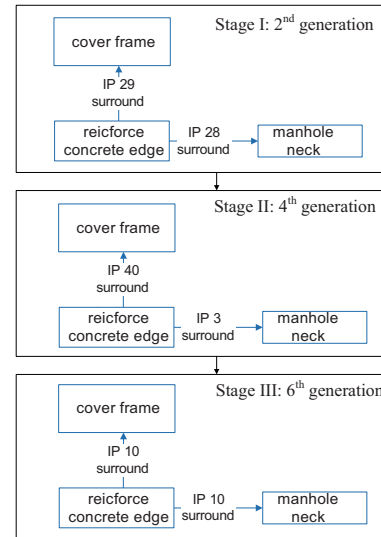 Stage I: 2nd generation
cover frame
IP 29
surround
reicforce
concrete edge
IP 28
surround
manhole
neck
Stage II: 4th generation
cover frame
IP 40
surround
reicforce
concrete edge
IP 3
surround
manhole
neck
Stage III: 6th generation
cover frame
IP 10
surround
reicforce
concrete edge
IP 10
surround
manhole
neck